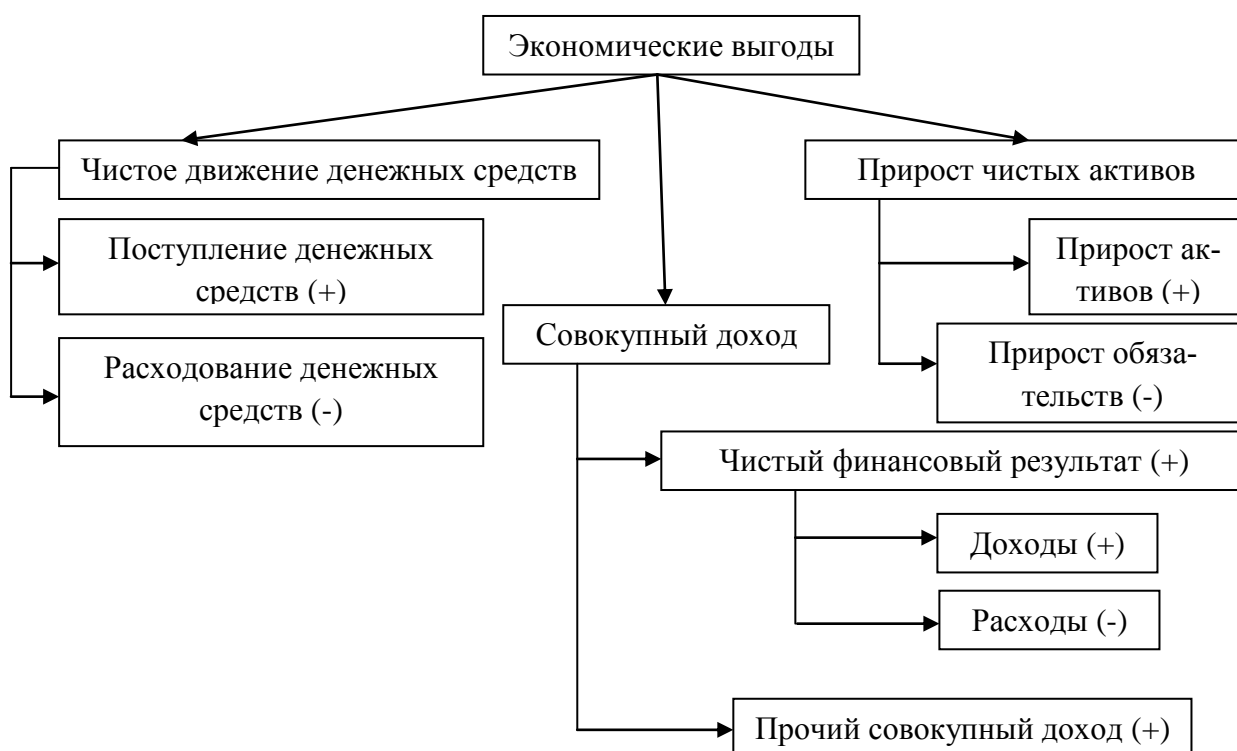 Экономические выгоды
Чистое движение денежных средств
Прирост чистых активов
Поступление денежных
средств (+)
Прирост ак-
тивов (+)
Совокупный доход
Расходование денежных
средств (-)
Прирост обяза-
тельств (-)
Чистый финансовый результат (+)
Доходы (+)
Расходы (-)
Прочий совокупный доход (+)